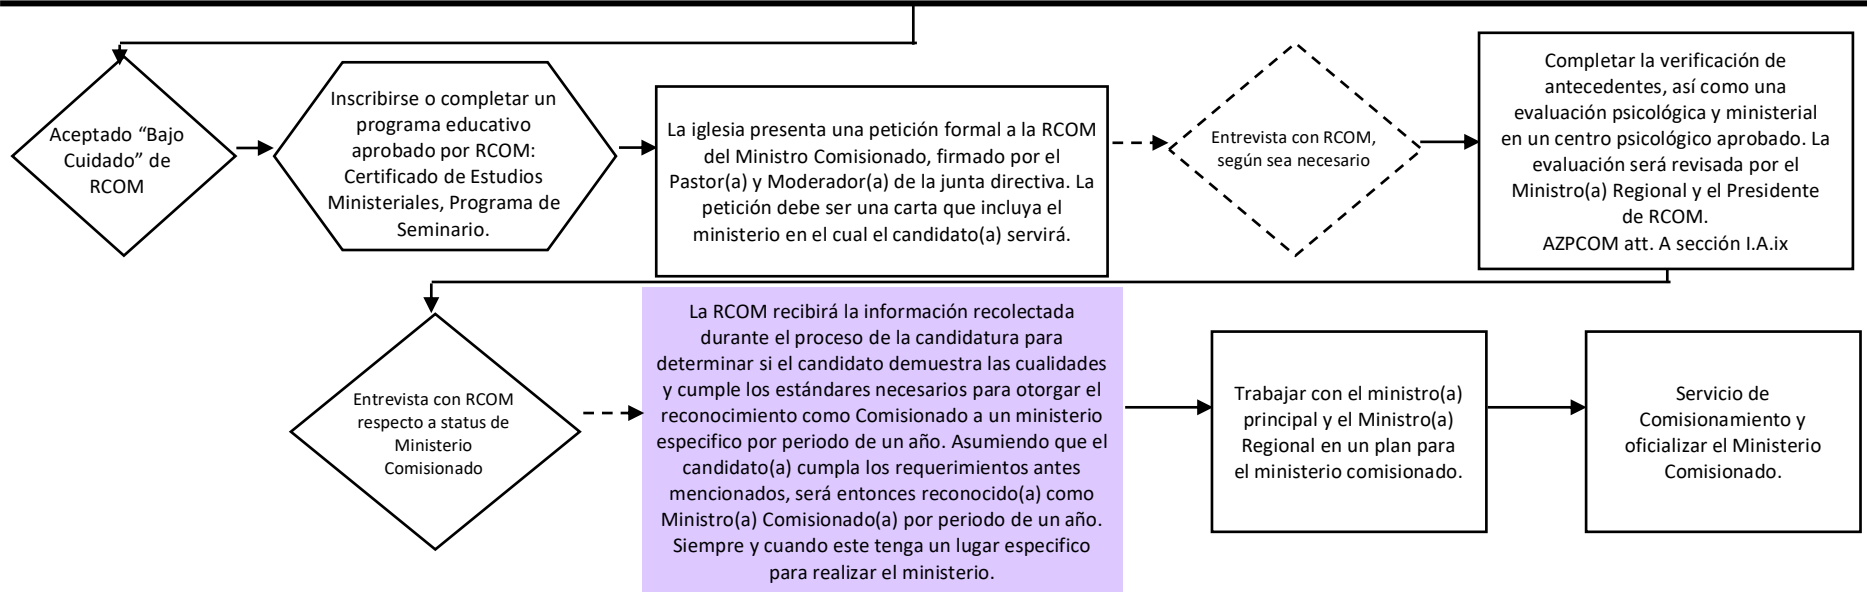 Aceptado “Bajo
Cuidado” de
RCOM
Inscribirse o completar un
programa educativo
aprobado por RCOM:
Certificado de Estudios
Ministeriales, Programa de
Seminario.
La iglesia presenta una petición formal a la RCOM
del Ministro Comisionado, firmado por el
Pastor(a) y Moderador(a) de la junta directiva. La
petición debe ser una carta que incluya el
ministerio en el cual el candidato(a) servirá.
Entrevista con RCOM,
según sea necesario
Completar la verificación de
antecedentes, así como una
evaluación psicológica y ministerial
en un centro psicológico aprobado. La
evaluación será revisada por el
Ministro(a) Regional y el Presidente
de RCOM.
AZPCOM att. A sección I.A.ix
Entrevista con RCOM
respecto a status de
Ministerio
Comisionado
La RCOM recibirá la información recolectada
durante el proceso de la candidatura para
determinar si el candidato demuestra las cualidades
y cumple los estándares necesarios para otorgar el
reconocimiento como Comisionado a un ministerio
especifico por periodo de un año. Asumiendo que el
candidato(a) cumpla los requerimientos antes
mencionados, será entonces reconocido(a) como
Ministro(a) Comisionado(a) por periodo de un año.
Siempre y cuando este tenga un lugar especifico
para realizar el ministerio.
Trabajar con el ministro(a)
principal y el Ministro(a)
Regional en un plan para
el ministerio comisionado.
Servicio de
Comisionamiento y
oficializar el Ministerio
Comisionado.